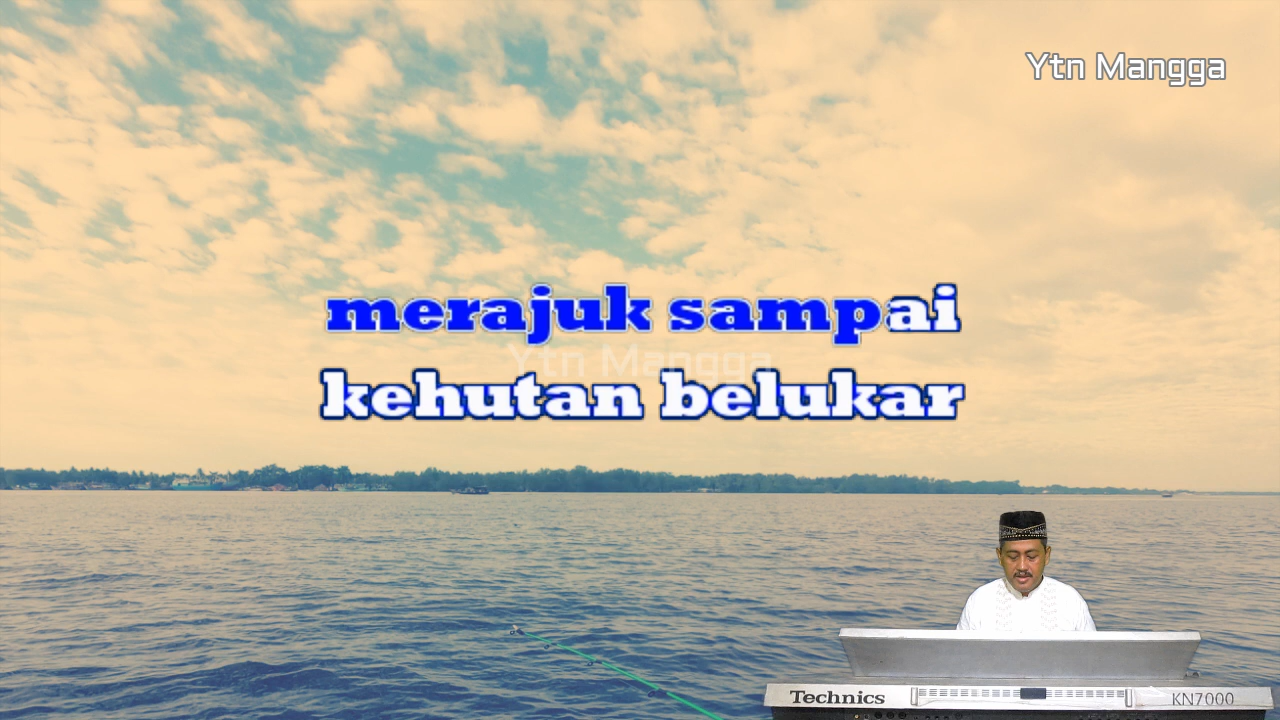 Ytn Mangga
merajuk sampai
Ytn Mangga
kehutan belukar
Technics
KN7000